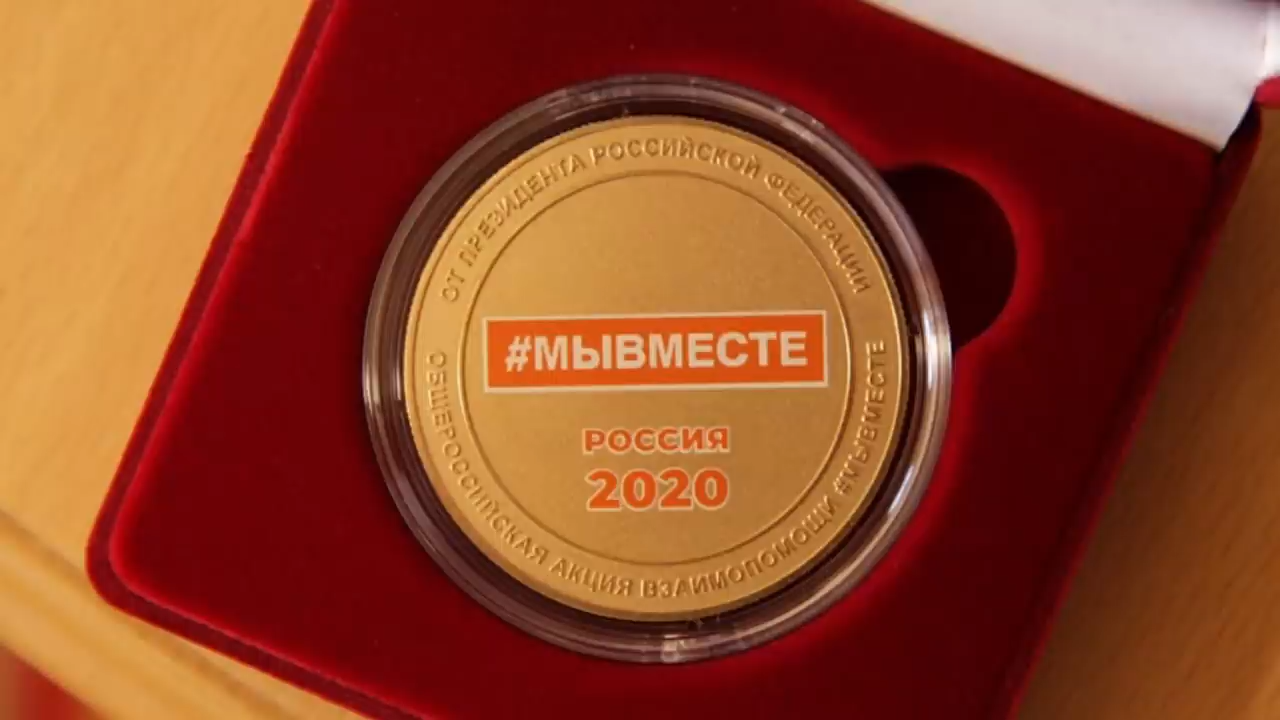 ОТ ПРЕЗИДЕНТА РОССИЙСКОЙ ФЕДЕРАЦИИ
#МЫВМЕСТЕ
РОССИЯ
2020
ОБЩЕРОССИЙСКАЯ АКЦИЯ ВЗАИМОПОМОЩИ #МЫВМЕСТЕ